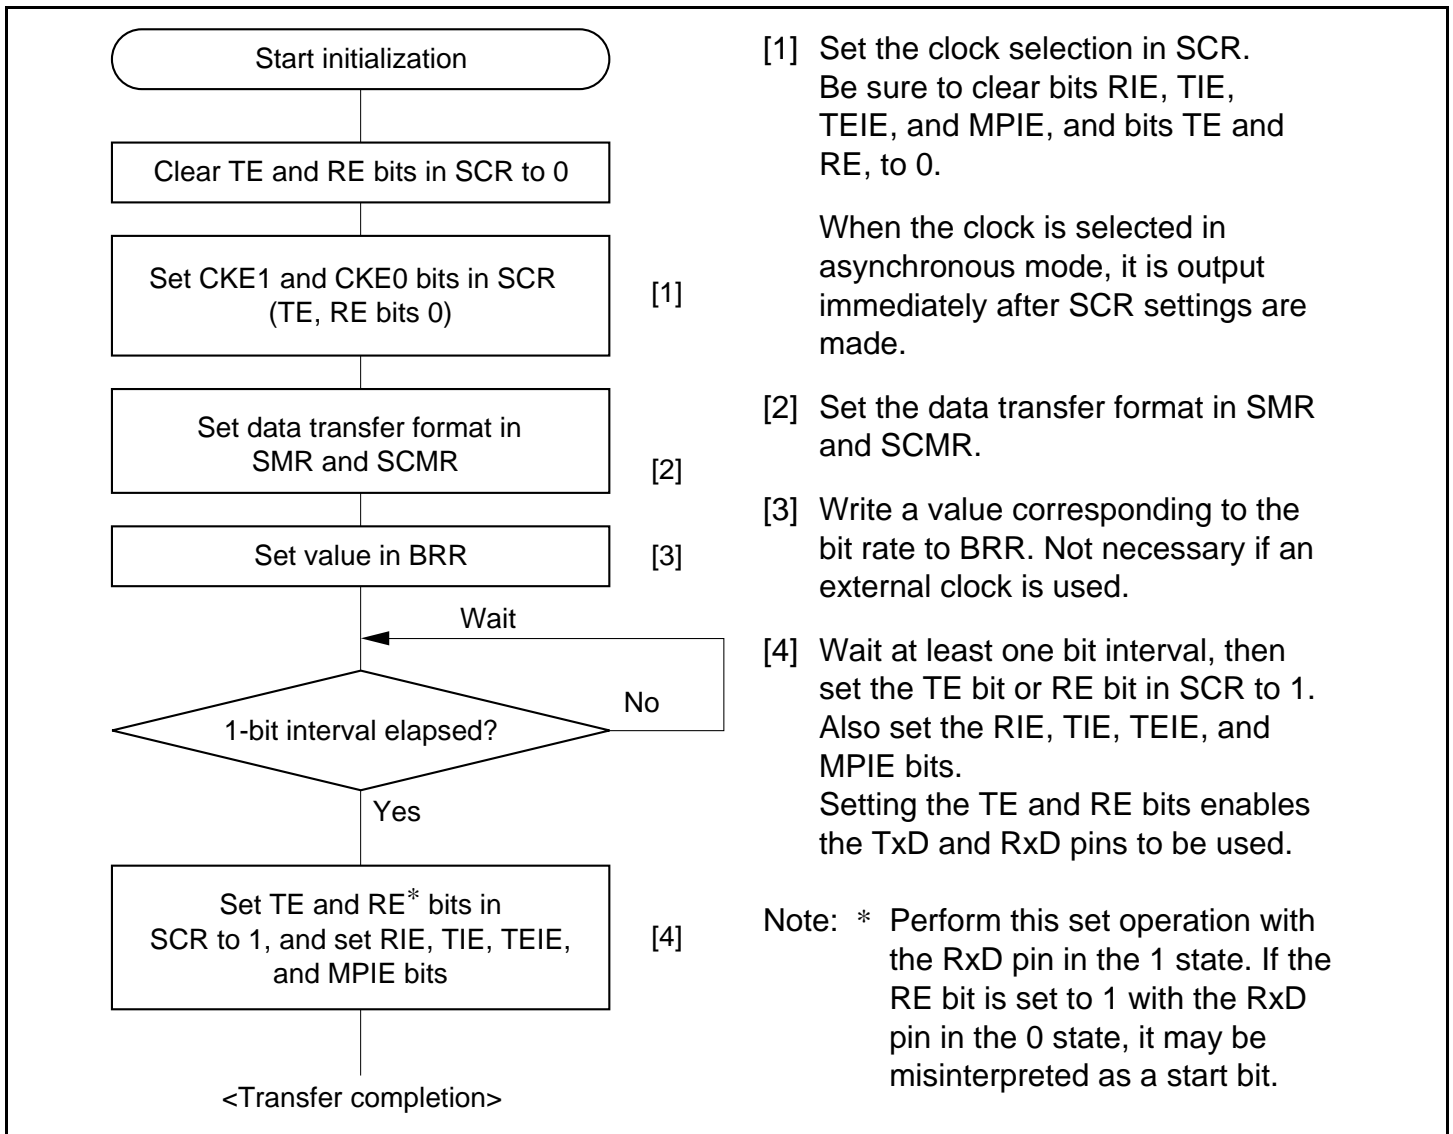 Start initialization
Clear TE and RE bits in SCR to 0
Set CKE1 and CKE0 bits in SCR
(TE, RE bits 0)
[1]
Set data transfer format in
SMR and SCMR
[2]
Set value in BRR
[3]
Wait
No
1-bit interval elapsed?
Yes
Set TE and RE* bits in
SCR to 1, and set RIE, TIE, TEIE,
and MPIE bits
[4]
<Transfer completion>
[1] Set the clock selection in SCR.
Be sure to clear bits RIE, TIE,
TEIE, and MPIE, and bits TE and
RE, to 0.
When the clock is selected in
asynchronous mode, it is output
immediately after SCR settings are
made.
[2] Set the data transfer format in SMR
and SCMR.
[3] Write a value corresponding to the
bit rate to BRR. Not necessary if an
external clock is used.
[4] Wait at least one bit interval, then
set the TE bit or RE bit in SCR to 1.
Also set the RIE, TIE, TEIE, and
MPIE bits.
Setting the TE and RE bits enables
the TxD and RxD pins to be used.
Note: * Perform this set operation with
the RxD pin in the 1 state. If the
RE bit is set to 1 with the RxD
pin in the 0 state, it may be
misinterpreted as a start bit.